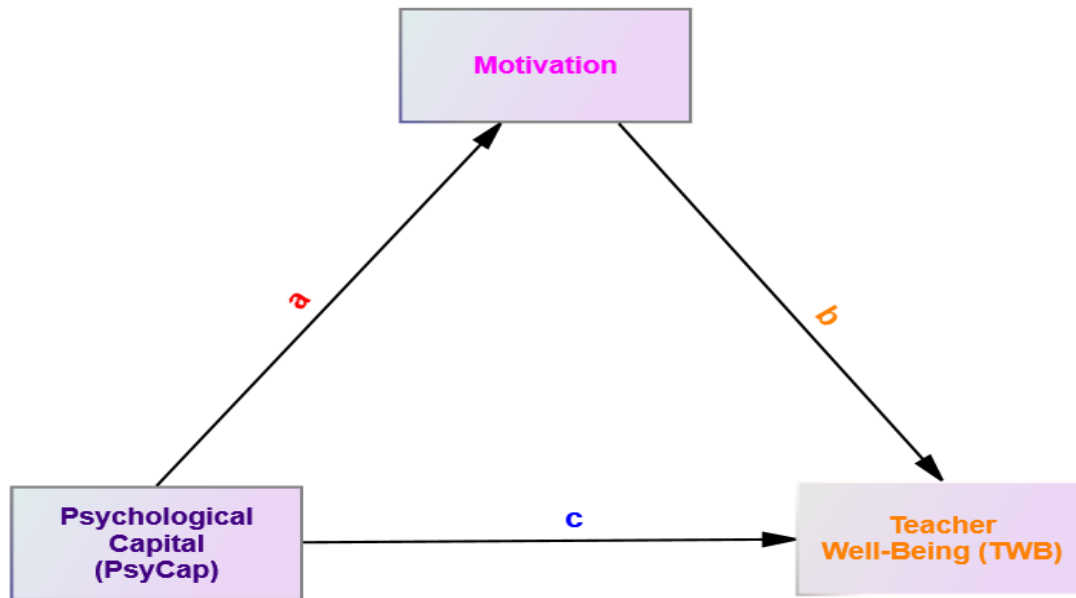 Motivation
a
b
c
Psychological
Capital
(PsyCap)
Teacher
Well-Being (TWB)